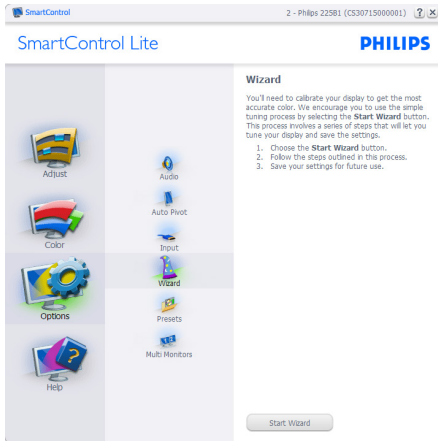 SmartControl
2 - Philips 225B1 (CS30715000001)
? X
SmartControl Lite
PHILIPS
Adjust
Color
Options
Help
Audio
Auto Pivot
Input
Wizard
Presets
Multi Monitors
Wizard
You'll need to calibrate your display to get the most
accurate color. We encourage you to use the simple
tuning process by selecting the Start Wizard button.
This process involves a series of steps that will let you
tune your display and save the settings.
1. Choose the Start Wizard button.
2. Follow the steps outlined in this process.
3. Save your settings for future use.
Start Wizard